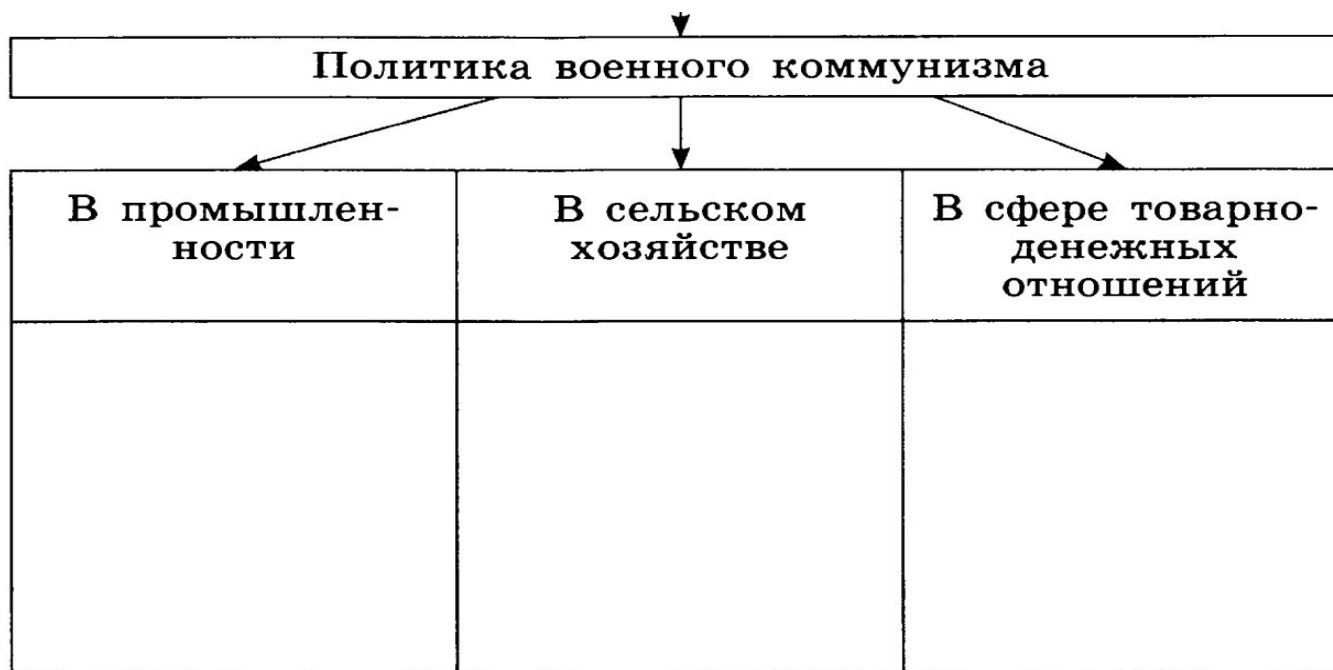 Политика военного коммунизма
В промышлен-
ности
В сельском
хозяйстве
В сфере товарно-
денежных
отношений